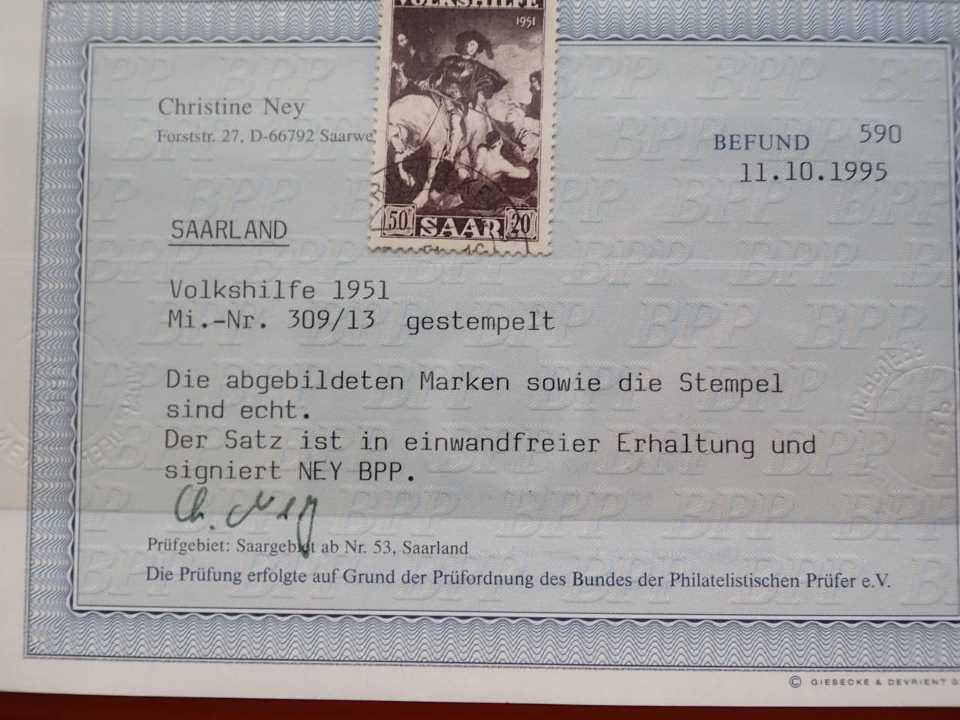 VOLKSHILFE
1951
50
SAAR
20
Christine Ney
Forststr. 27, D-66792 Saarwe
BEFUND 590
11.10.1995
SAARLAND
Volkshilfe 1951
Mi.-Nr. 309/13 gestempelt
Die abgebildeten Marken sowie die Stempel
sind echt.
Der Satz ist in einwandfreier Erhaltung und
signiert NEY BPP.
Ch. Ney
Prüfgebiet: Saargebiet ab Nr. 53, Saarland
Die Prüfung erfolgte auf Grund der Prüfordnung des Bundes der Philatelistischen Prüfer e.V.
© GIESECKE & DEVRIENT G
BPP